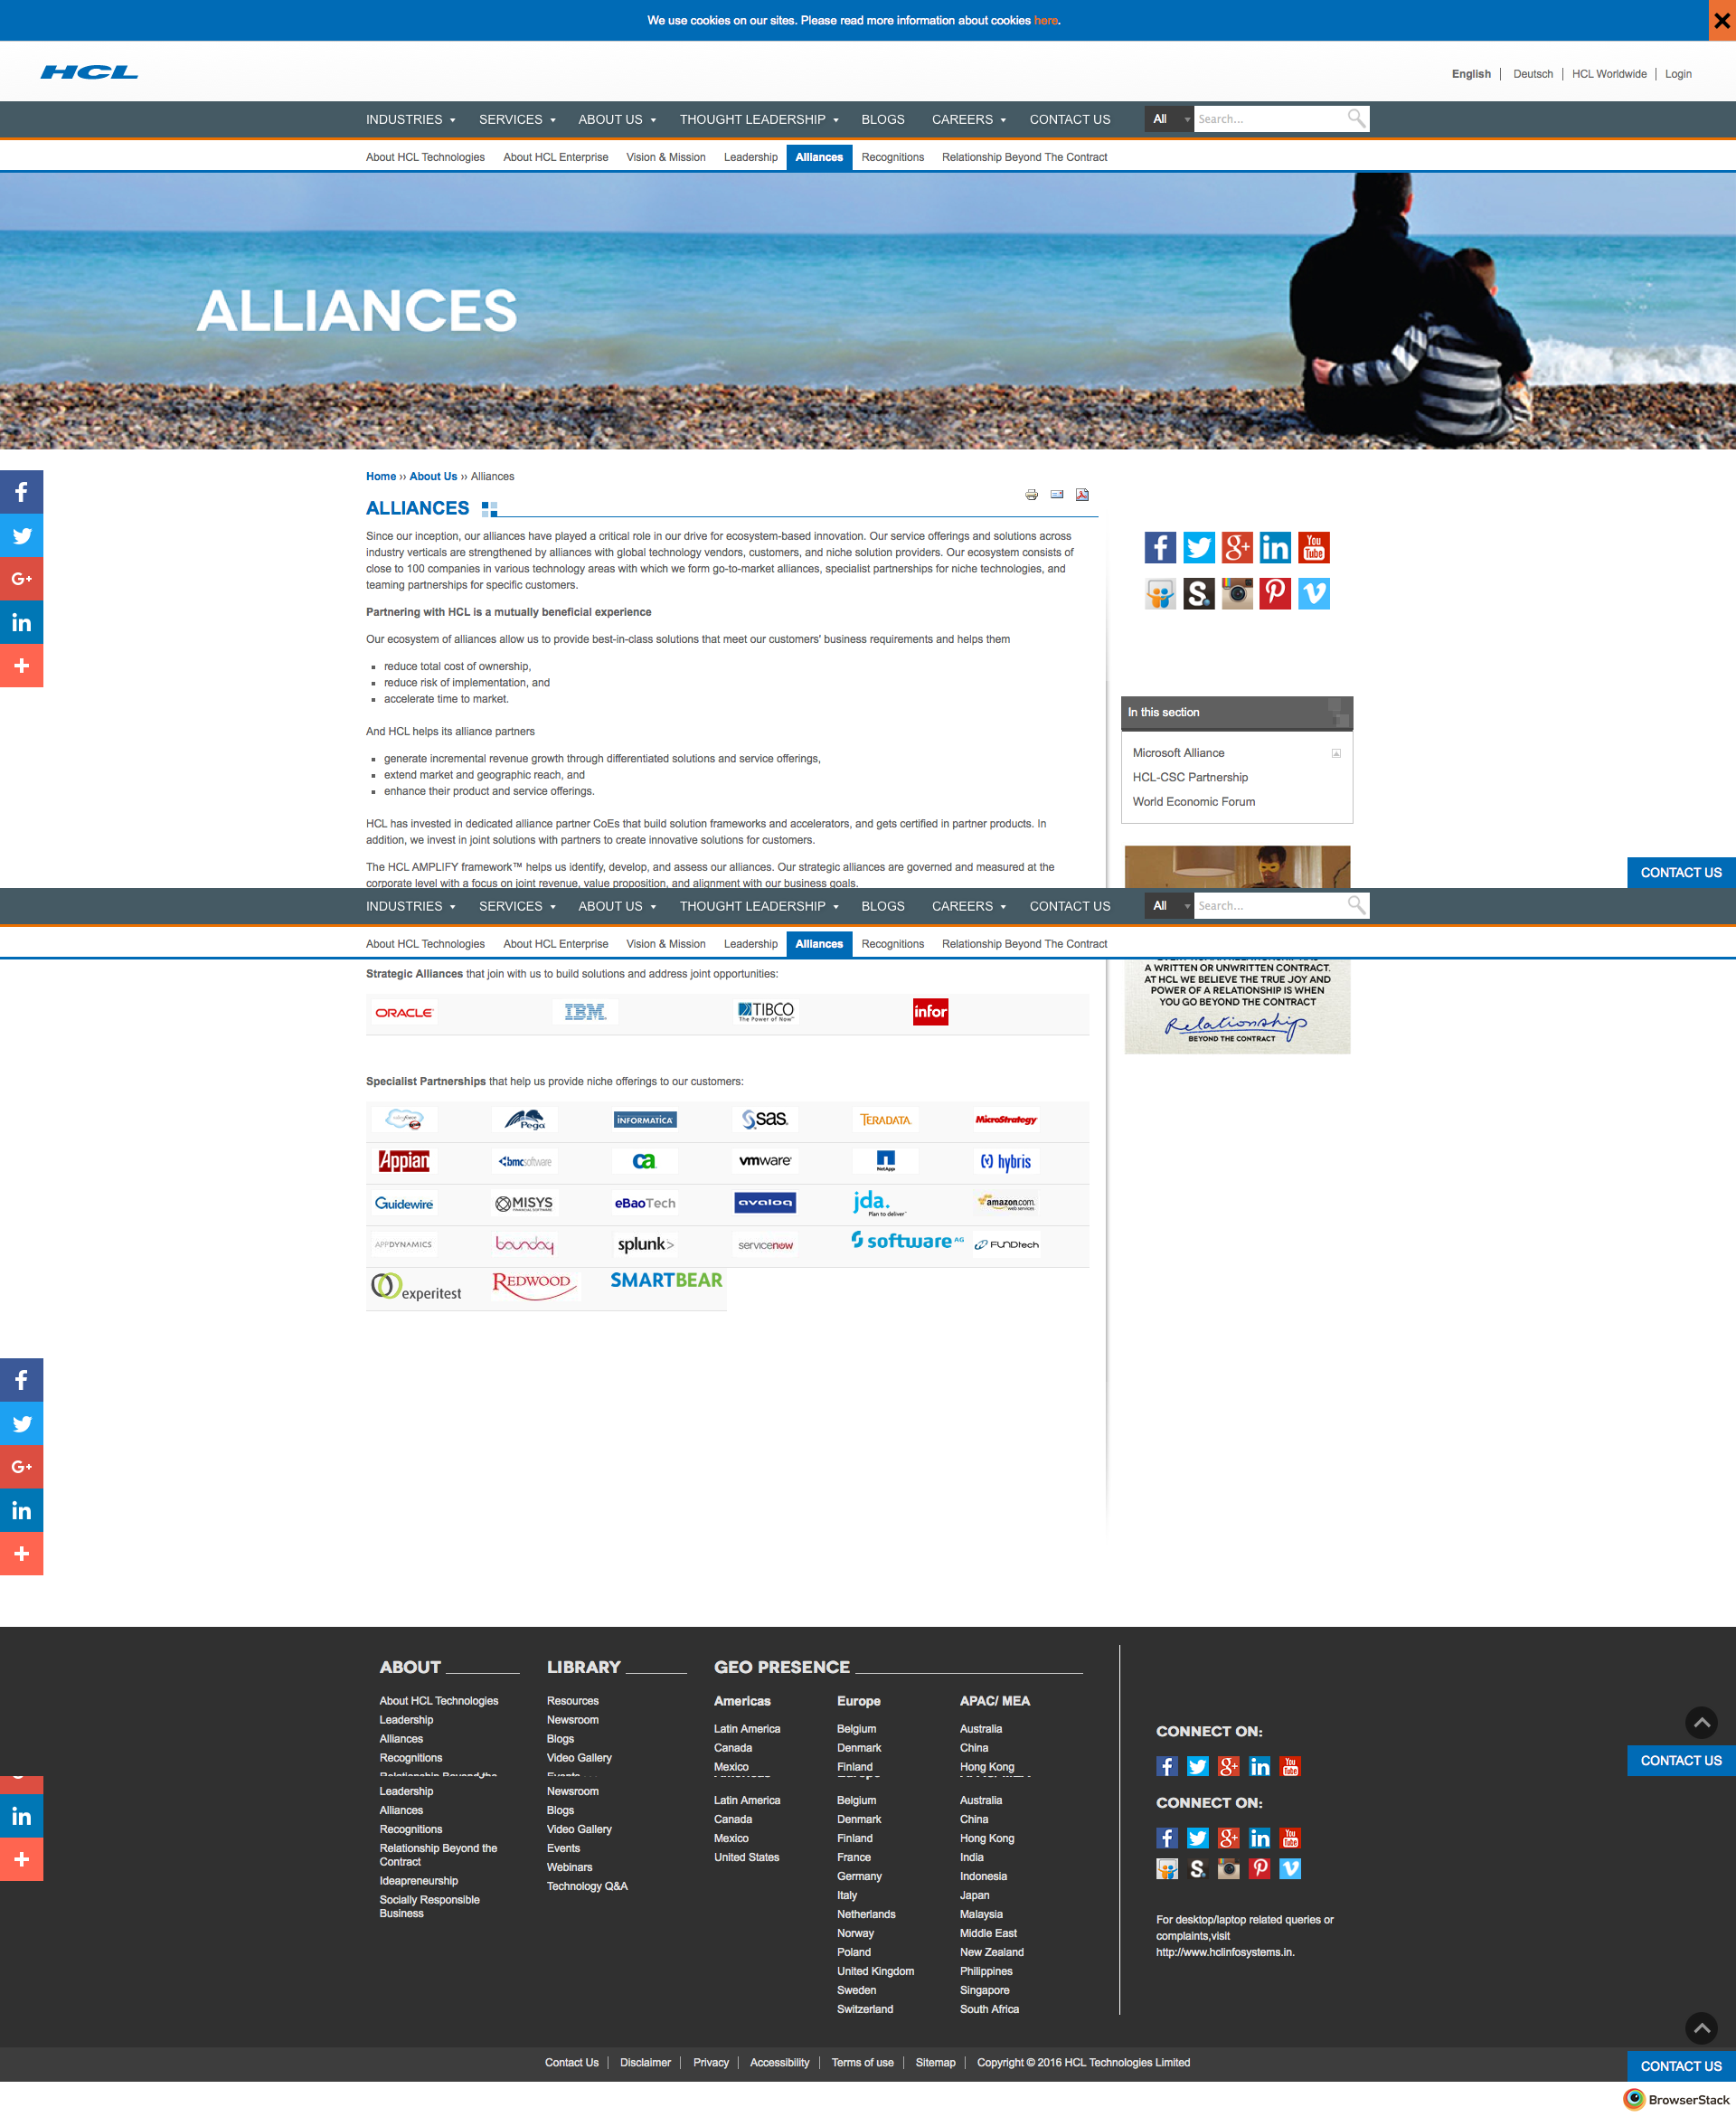 We use cookies on our sites. Please read more information about cookies here.
HCL
English
Deutsch
HCL Worldwide
Login
INDUSTRIES
SERVICES
ABOUT US
THOUGHT LEADERSHIP
BLOGS
CAREERS
CONTACT US
All
Search...
About HCL Technologies
About HCL Enterprise
Vision & Mission
Leadership
Alliances
Recognitions
Relationship Beyond The Contract
ALLIANCES
Home ›› About Us ›› Alliances
ALLIANCES
Since our inception, our alliances have played a critical role in our drive for ecosystem-based innovation. Our service offerings and solutions across
industry verticals are strengthened by alliances with global technology vendors, customers, and niche solution providers. Our ecosystem consists of
close to 100 companies in various technology areas with which we form go-to-market alliances, specialist partnerships for niche technologies, and
teaming partnerships for specific customers.
Partnering with HCL is a mutually beneficial experience
Our ecosystem of alliances allow us to provide best-in-class solutions that meet our customers' business requirements and helps them
reduce total cost of ownership,
reduce risk of implementation, and
accelerate time to market.
And HCL helps its alliance partners
generate incremental revenue growth through differentiated solutions and service offerings,
extend market and geographic reach, and
enhance their product and service offerings.
HCL has invested in dedicated alliance partner CoEs that build solution frameworks and accelerators, and gets certified in partner products. In
addition, we invest in joint solutions with partners to create innovative solutions for customers.
The HCL AMPLIFY framework™ helps us identify, develop, and assess our alliances. Our strategic alliances are governed and measured at the
corporate level with a focus on joint revenue, value proposition, and alignment with our business goals.
You
Tube
In this section
Microsoft Alliance
HCL-CSC Partnership
World Economic Forum
CONTACT US
INDUSTRIES
SERVICES
ABOUT US
THOUGHT LEADERSHIP
BLOGS
CAREERS
CONTACT US
All
Search...
About HCL Technologies
About HCL Enterprise
Vision & Mission
Leadership
Alliances
Recognitions
Relationship Beyond The Contract
A WRITTEN OR UNWRITTEN CONTRACT.
AT HCL WE BELIEVE THE TRUE JOY AND
POWER OF A RELATIONSHIP IS WHEN
YOU GO BEYOND THE CONTRACT
Relationship
BEYOND THE CONTRACT
Strategic Alliances that join with us to build solutions and address joint opportunities:
ORACLE
IBM
TIBCO
The Power of Now
infor
Specialist Partnerships that help us provide niche offerings to our customers:
Pega
INFORMATICA
sas
TERADATA
MicroStrategy
Appian
bmcsoftware
ca
vmware
NetApp
hybris
Guidewire
MISYS
FINANCIAL SOFTWARE
eBaoTech
avaloq
jda.
Plan to deliver
amazon.com
web services
APPDYNAMICS
boundary
splunk>
servicenow
software AG
FUNDtech
experitest
REDWOOD
SMARTBEAR
ABOUT
About HCL Technologies
Leadership
Alliances
Recognitions
Relationship Beyond the
Leadership
Alliances
Recognitions
Relationship Beyond the
Contract
Ideapreneurship
Socially Responsible
Business
LIBRARY
Resources
Newsroom
Blogs
Video Gallery
Events
Newsroom
Blogs
Video Gallery
Events
Webinars
Technology Q&A
GEO PRESENCE
Americas
Latin America
Canada
Mexico
Latin America
Canada
Mexico
United States
Europe
Belgium
Denmark
Finland
Belgium
Denmark
Finland
France
Germany
Italy
Netherlands
Norway
Poland
United Kingdom
Sweden
Switzerland
APAC/ MEA
Australia
China
Hong Kong
Australia
China
Hong Kong
India
Indonesia
Japan
Malaysia
Middle East
New Zealand
Philippines
Singapore
South Africa
CONNECT ON:
CONTACT US
CONNECT ON:
For desktop/laptop related queries or
complaints,visit
http://www.hclinfosystems.in.
Contact Us
Disclaimer
Privacy
Accessibility
Terms of use
Sitemap
Copyright © 2016 HCL Technologies Limited
CONTACT US
BrowserStack